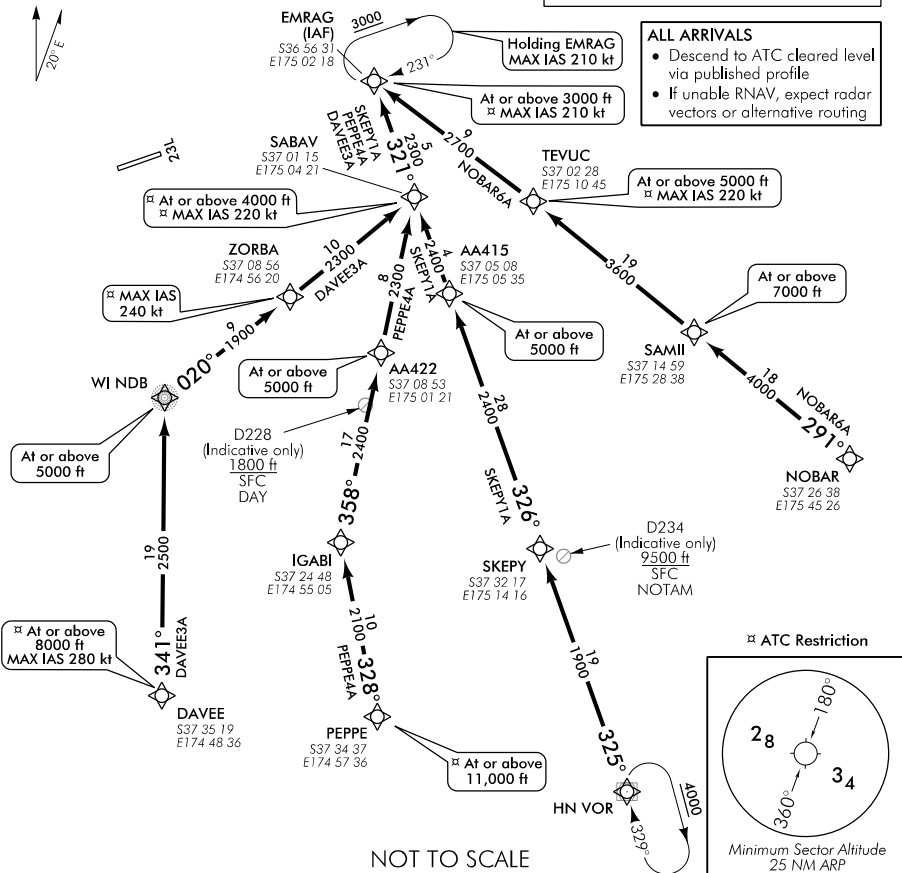 20° E
EMRAG
(IAF)
S36 56 31
E175 02 18
3000
231°
Holding EMRAG
MAX IAS 210 kt
At or above 3000 ft
¤ MAX IAS 210 kt
ALL ARRIVALS
• Descend to ATC cleared level
via published profile
• If unable RNAV, expect radar
vectors or alternative routing
23L
SABAV
S37 01 15
E175 04 21
¤ At or above 4000 ft
¤ MAX IAS 220 kt
SKEPY1A
PEPPE4A
DAVEE3A
5
2300
321°
9
2700
NOBAR6A
TEVUC
S37 02 28
E175 10 45
At or above 5000 ft
¤ MAX IAS 220 kt
ZORBA
S37 08 56
E174 56 20
10
2300
DAVEE3A
¤ MAX IAS
240 kt
8
2300
PEPPE4A
4
2400
SKEPY1A
AA415
S37 05 08
E175 05 35
At or above
5000 ft
19
3600
At or above
7000 ft
SAMII
S37 14 59
E175 28 38
WI NDB
020°
9
1900
At or above
5000 ft
At or above
5000 ft
AA422
S37 08 53
E175 01 21
D228
(Indicative only)
1800 ft
SFC
DAY
17
2400
358°
28
2400
SKEPY1A
326°
18
4000
NOBAR6A
291°
NOBAR
S37 26 38
E175 45 26
19
2500
341°
DAVEE3A
IGABI
S37 24 48
E174 55 05
SKEPY
S37 32 17
E175 14 16
D234
(Indicative only)
9500 ft
SFC
NOTAM
¤ At or above
8000 ft
MAX IAS 280 kt
DAVEE
S37 35 19
E174 48 36
10
2100
PEPPE4A
328°
PEPPE
S37 34 37
E174 57 36
¤ At or above
11,000 ft
19
1900
325°
HN VOR
4000
329°
¤ ATC Restriction
180°
28
34
360°
Minimum Sector Altitude
25 NM ARP
NOT TO SCALE